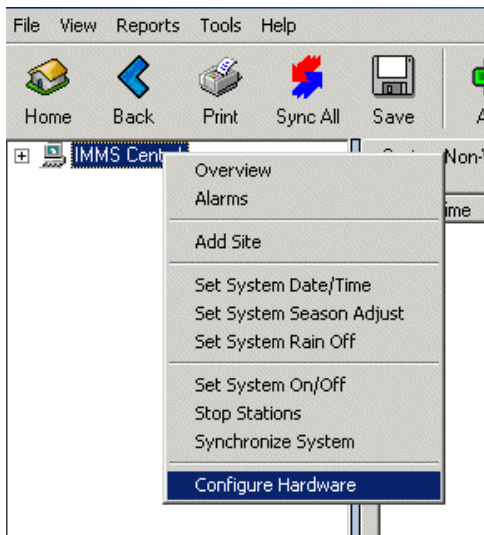 File View Reports Tools Help
Home Back Print Sync All Save
IMMS Central
Non-
ime
Overview
Alarms
Add Site
Set System Date/Time
Set System Season Adjust
Set System Rain Off
Set System On/Off
Stop Stations
Synchronize System
Configure Hardware